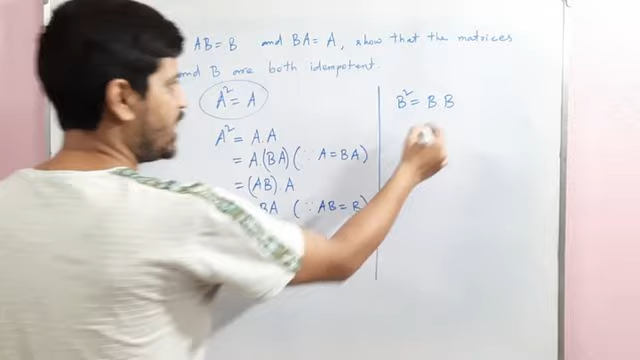 AB = B and BA = A, show that the matrices
and B are both idempotent.
A² = A
A² = A.A
= A.(BA) (∵ A = BA)
= (AB).A
BA (∵ AB = B)
B² = B.B